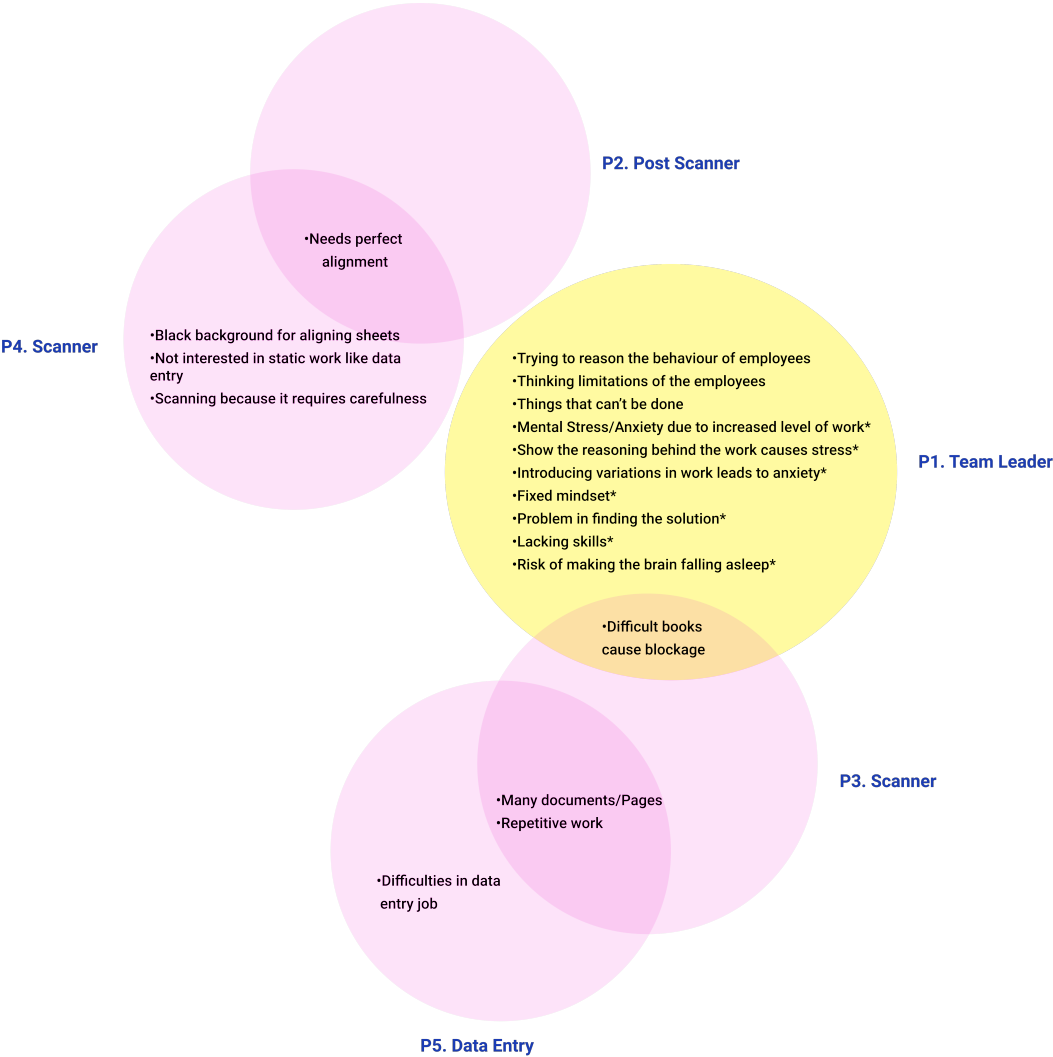 P2. Post Scanner
•Needs perfect
alignment
P4. Scanner
•Black background for aligning sheets
•Not interested in static work like data
entry
•Scanning because it requires carefulness
•Trying to reason the behaviour of employees
•Thinking limitations of the employees
•Things that can’t be done
•Mental Stress/Anxiety due to increased level of work*
•Show the reasoning behind the work causes stress*
•Introducing variations in work leads to anxiety*
•Fixed mindset*
•Problem in finding the solution*
•Lacking skills*
•Risk of making the brain falling asleep*
P1. Team Leader
•Difficult books
cause blockage
P3. Scanner
•Many documents/Pages
•Repetitive work
•Difficulties in data
entry job
P5. Data Entry